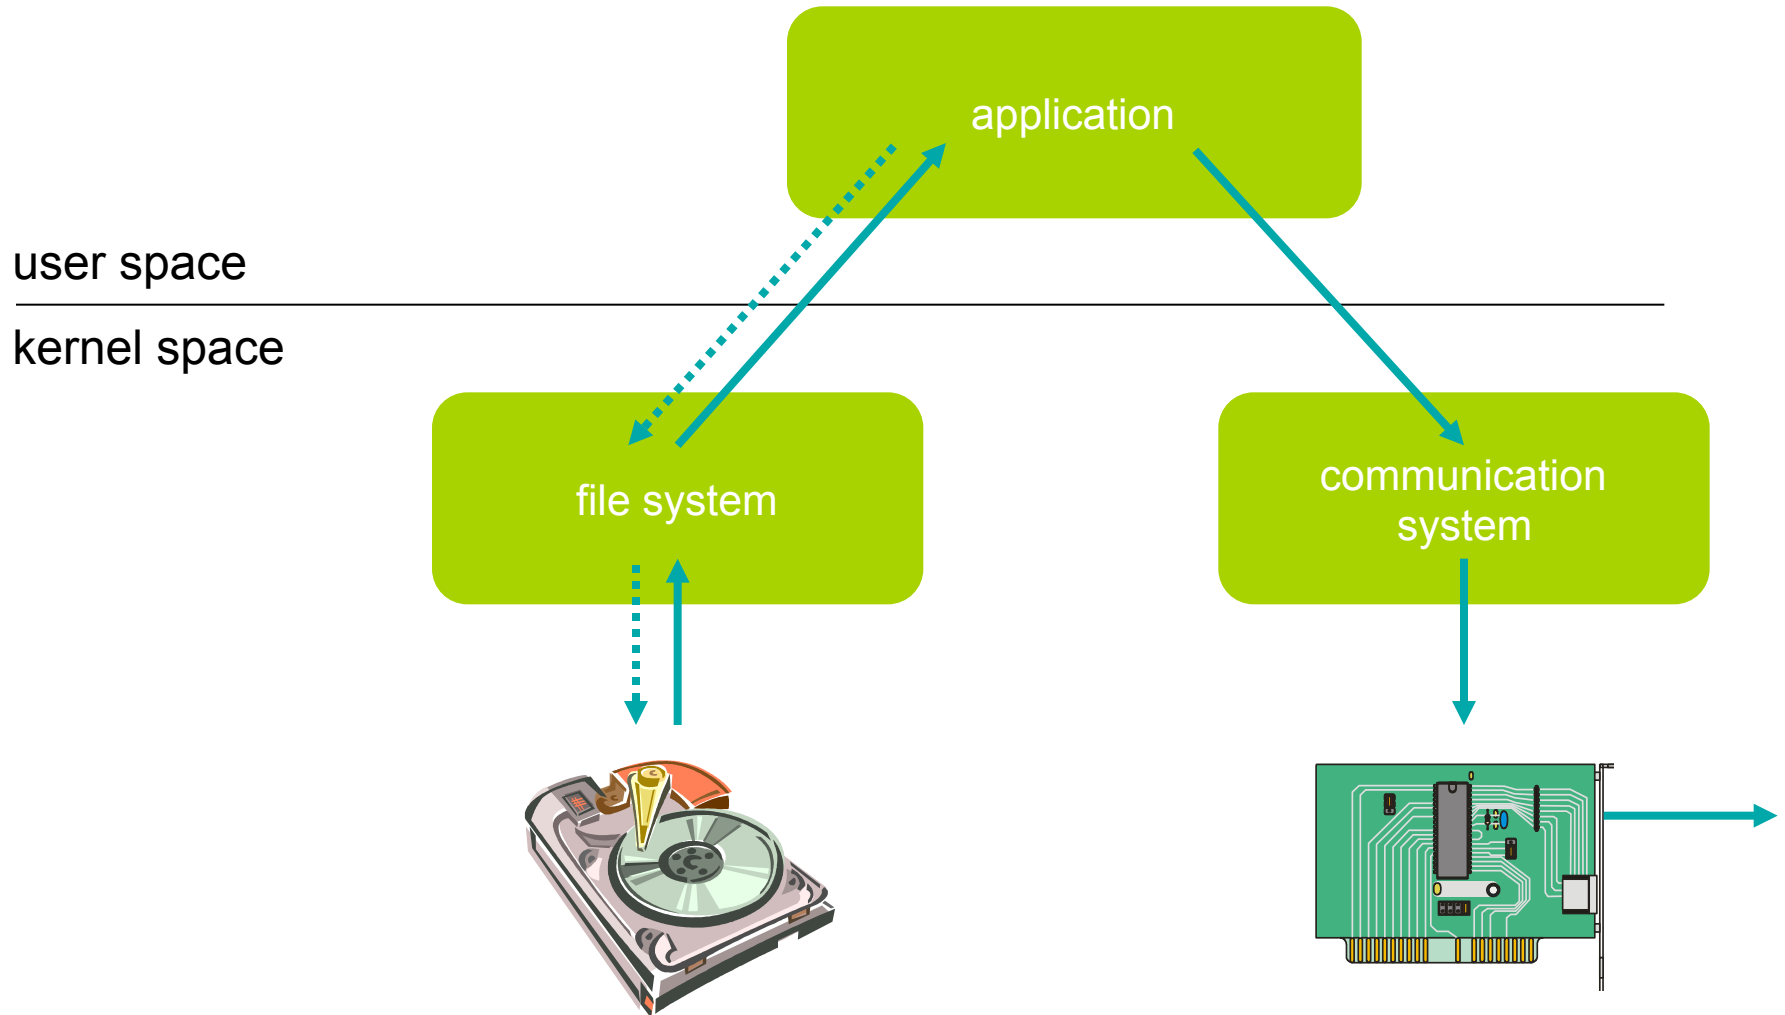 application
user space
kernel space
file system
communication
system